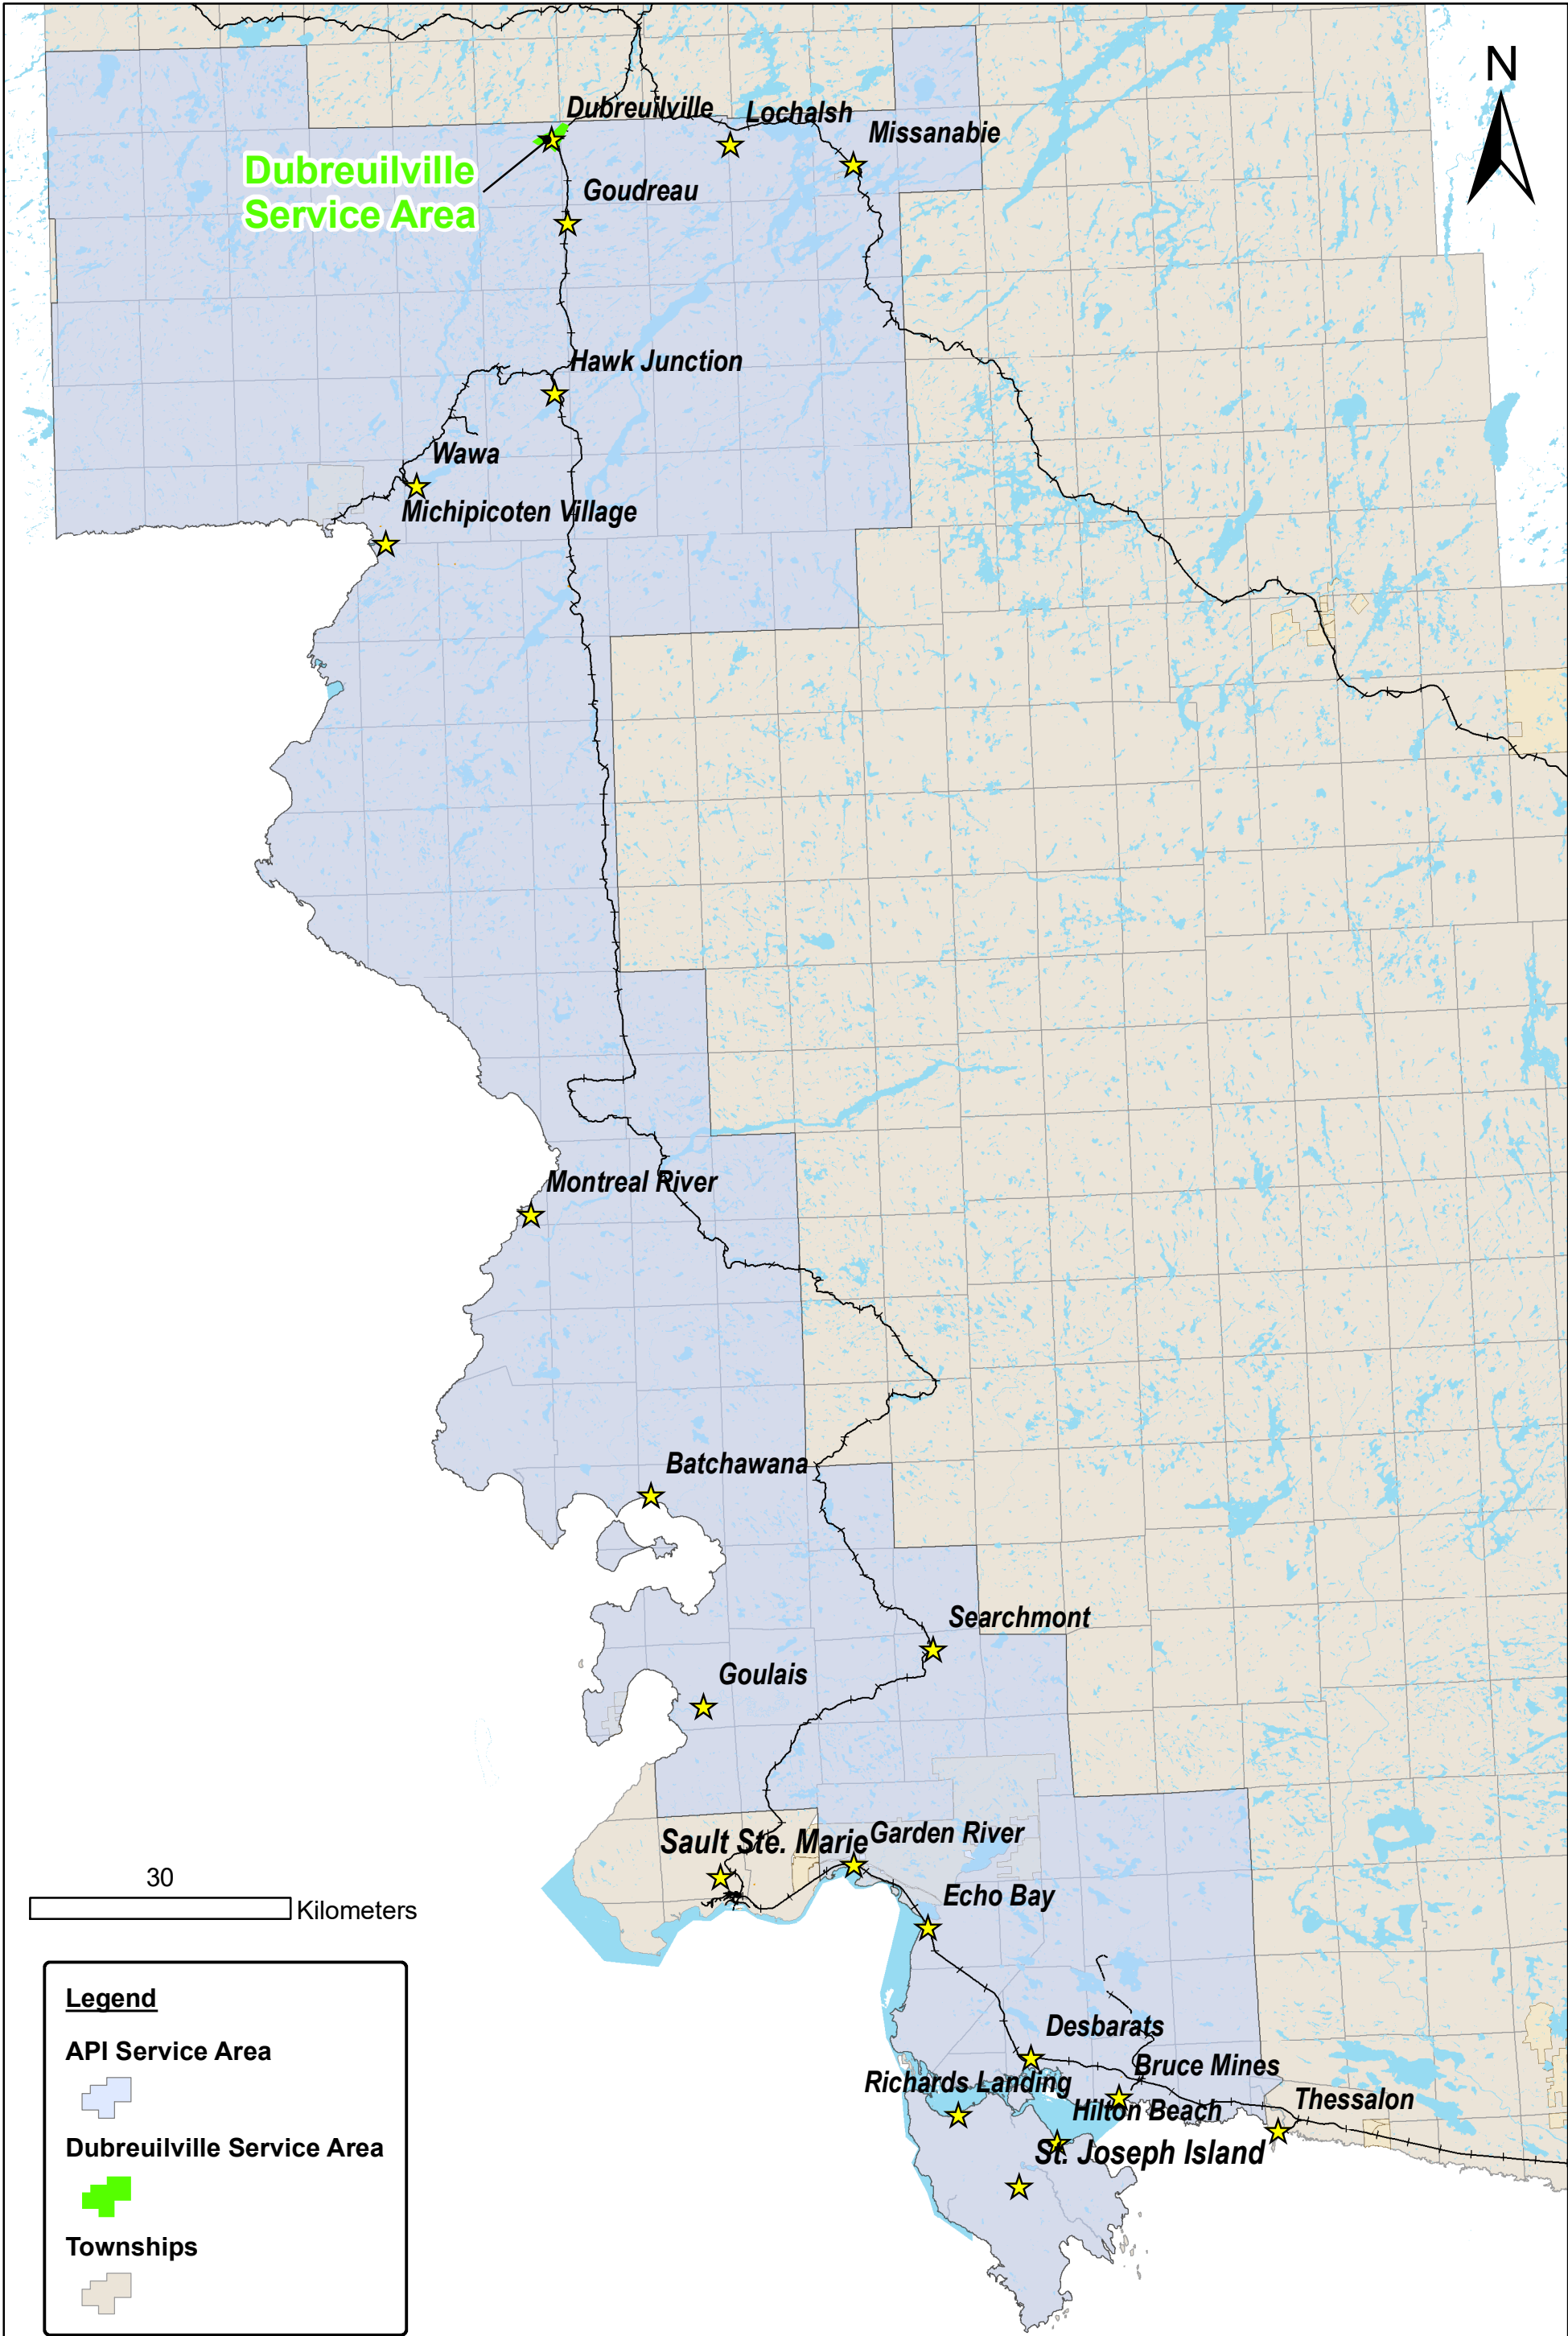 N
Dubreuilville
Lochalsh
Missanabie
Dubreuilville
Service Area
Goudreau
Hawk Junction
Wawa
Michipicoten Village
Montreal River
Batchawana
Searchmont
Goulais
Sault Ste. Marie
Garden River
Echo Bay
Desbarats
Bruce Mines
Richards Landing
Hilton Beach
Thessalon
St. Joseph Island
30
Kilometers
Legend
API Service Area
Dubreuilville Service Area
Townships